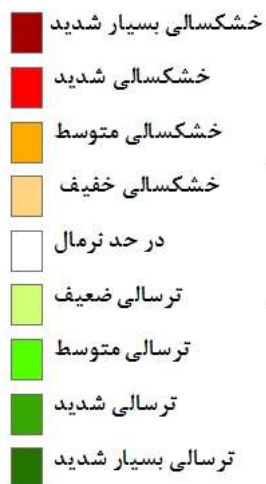 خشکسالی بسیار شدید
خشکسالی شدید
خشکسالی متوسط
خشکسالی خفیف
در حد نرمال
ترسالی ضعیف
ترسالی متوسط
ترسالی شدید
ترسالی بسیار شدید